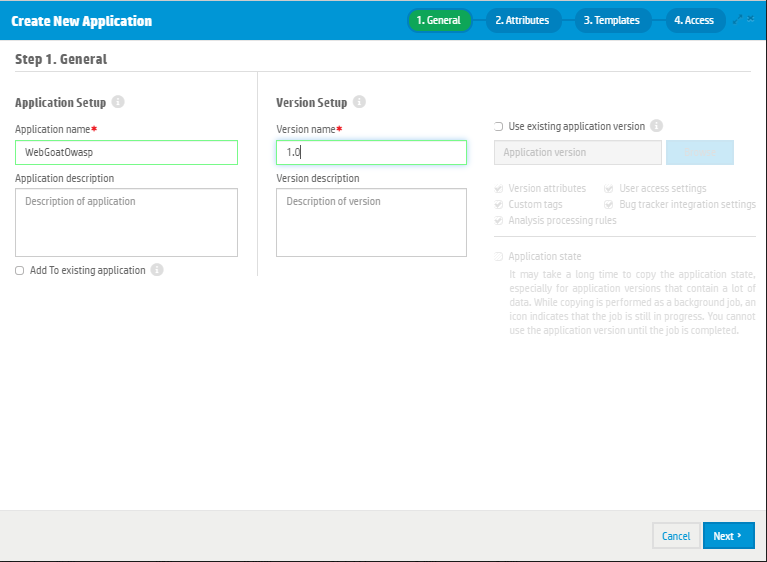 Create New Application
1. General
2. Attributes
3. Templates
4. Access
Step 1. General
Application Setup
Application name*
WebGoatOwasp
Application description
Description of application
Add To existing application
Version Setup
Version name*
1.0
Version description
Description of version
Use existing application version
Application version
Version attributes
User access settings
Custom tags
Bug tracker integration settings
Analysis processing rules
Application state
It may take a long time to copy the application state,
especially for application versions that contain a lot of
data. While copying is performed as a background job, an
icon indicates that the job is still in progress. You cannot
use the application version until the job is completed.
Cancel
Next ›